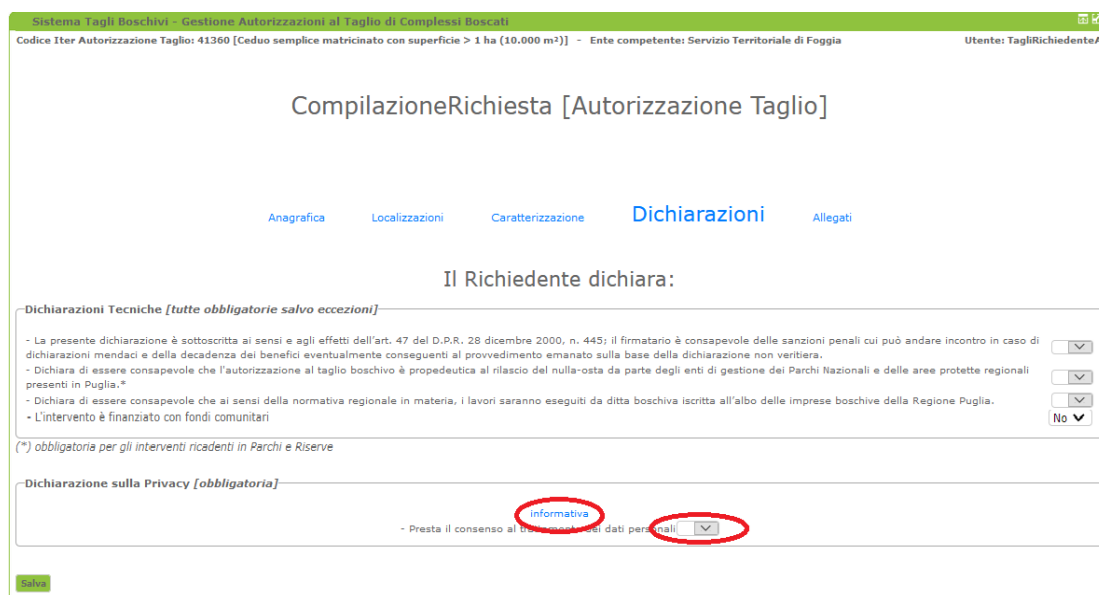 Sistema Tagli Boschivi - Gestione Autorizzazioni al Taglio di Complessi Boscati
Codice Iter Autorizzazione Taglio: 41360 [Ceduo semplice matricinato con superficie > 1 ha (10.000 m²)] - Ente competente: Servizio Territoriale di Foggia Utente: TagliRichiedenteA
CompilazioneRichiesta [Autorizzazione Taglio]
Anagrafica Localizzazioni Caratterizzazione Dichiarazioni Allegati
Il Richiedente dichiara:
Dichiarazioni Tecniche [tutte obbligatorie salvo eccezioni]
- La presente dichiarazione è sottoscritta ai sensi e agli effetti dell'art. 47 del D.P.R. 28 dicembre 2000, n. 445; il firmatario è consapevole delle sanzioni penali cui può andare incontro in caso di
dichiarazioni mendaci e della decadenza dei benefici eventualmente conseguenti al provvedimento emanato sulla base della dichiarazione non veritiera.
- Dichiara di essere consapevole che l'autorizzazione al taglio boschivo è propedeutica al rilascio del nulla-osta da parte degli enti di gestione dei Parchi Nazionali e delle aree protette regionali
presenti in Puglia.*
- Dichiara di essere consapevole che ai sensi della normativa regionale in materia, i lavori saranno eseguiti da ditta boschiva iscritta all'albo delle imprese boschive della Regione Puglia.
- L'intervento è finanziato con fondi comunitari No
(*) obbligatoria per gli interventi ricadenti in Parchi e Riserve
Dichiarazione sulla Privacy [obbligatoria]
informativa
- Presta il consenso al trattamento dei dati personali
Salva